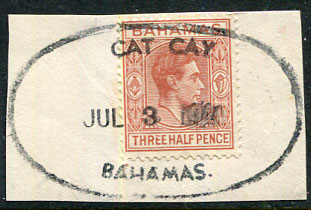 BAHAMAS
CAT CAY
JUL 3
THREE HALF PENCE
BAHAMAS.